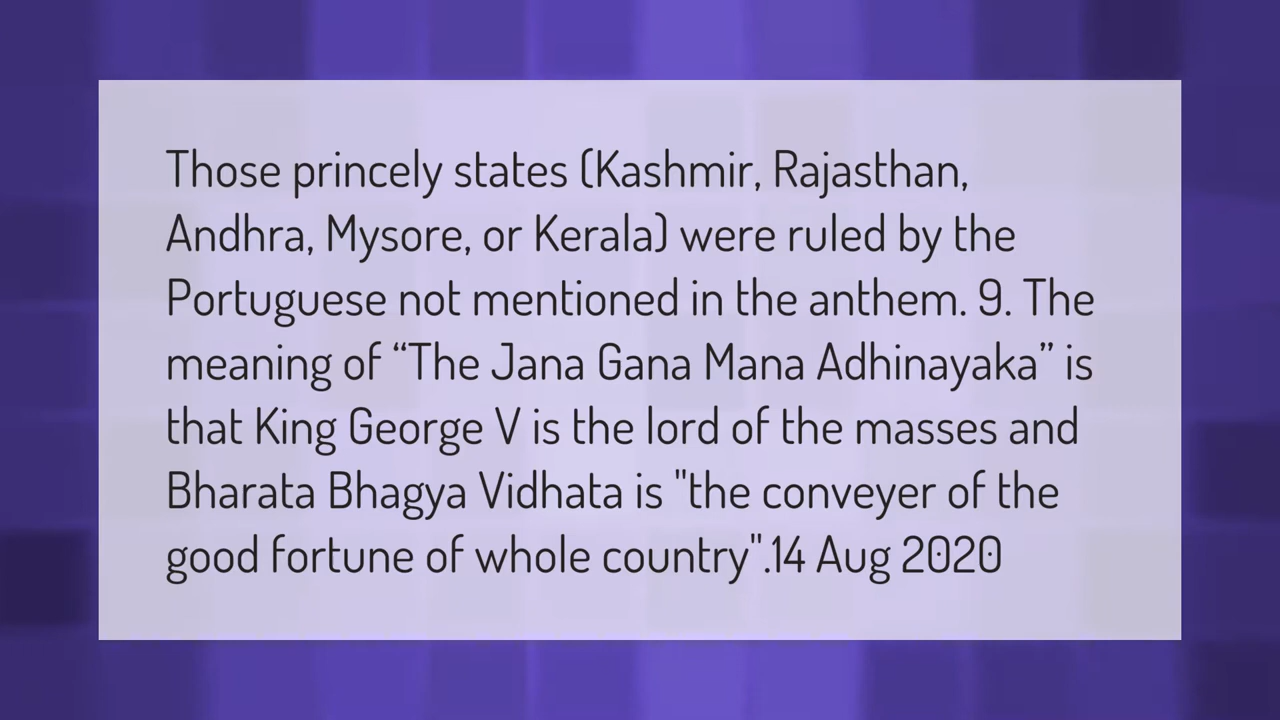 Those princely states (Kashmir, Rajasthan,
Andhra, Mysore, or Kerala) were ruled by the
Portuguese not mentioned in the anthem. 9. The
meaning of “The Jana Gana Mana Adhinayaka” is
that King George V is the lord of the masses and
Bharata Bhagya Vidhata is "the conveyer of the
good fortune of whole country".14 Aug 2020